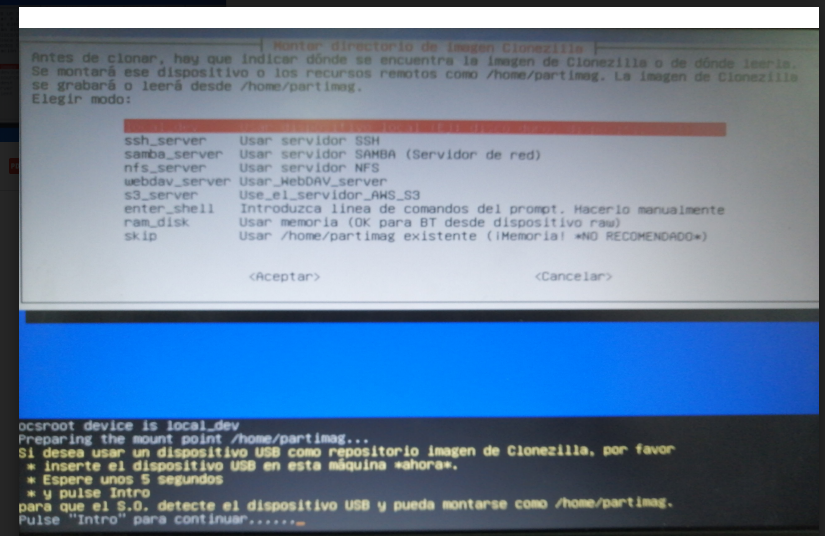 Montar directorio de imagen Clonezilla
Antes de clonar, hay que indicar dónde se encuentra la imagen de Clonezilla o de dónde leerla.
Se montará ese dispositivo o los recursos remotos como /home/partimag. La imagen de Clonezilla
se grabará o leerá desde /home/partimag.
Elegir modo:
ssh_server Usar servidor SSH
samba_server Usar servidor SAMBA (Servidor de red)
nfs_server Usar servidor NFS
webdav_server Usar_WebDAV_server
s3_server Use_el_servidor_AWS_S3
enter_shell Introduzca linea de comandos del prompt. Hacerlo manualmente
ram_disk Usar memoria (OK para BT desde dispositivo raw)
skip Usar /home/partimag existente (¡Memoria! *NO RECOMENDADO*)
<Aceptar> <Cancelar>
ocsroot device is local_dev
Preparing the mount point /home/partimag...
Si desea usar un dispositivo USB como repositorio imagen de Clonezilla, por favor
* inserte el dispositivo USB en esta máquina *ahora*.
* Espere unos 5 segundos
* y pulse Intro
para que el S.O. detecte el dispositivo USB y pueda montarse como /home/partimag.
Pulse "Intro" para continuar......_